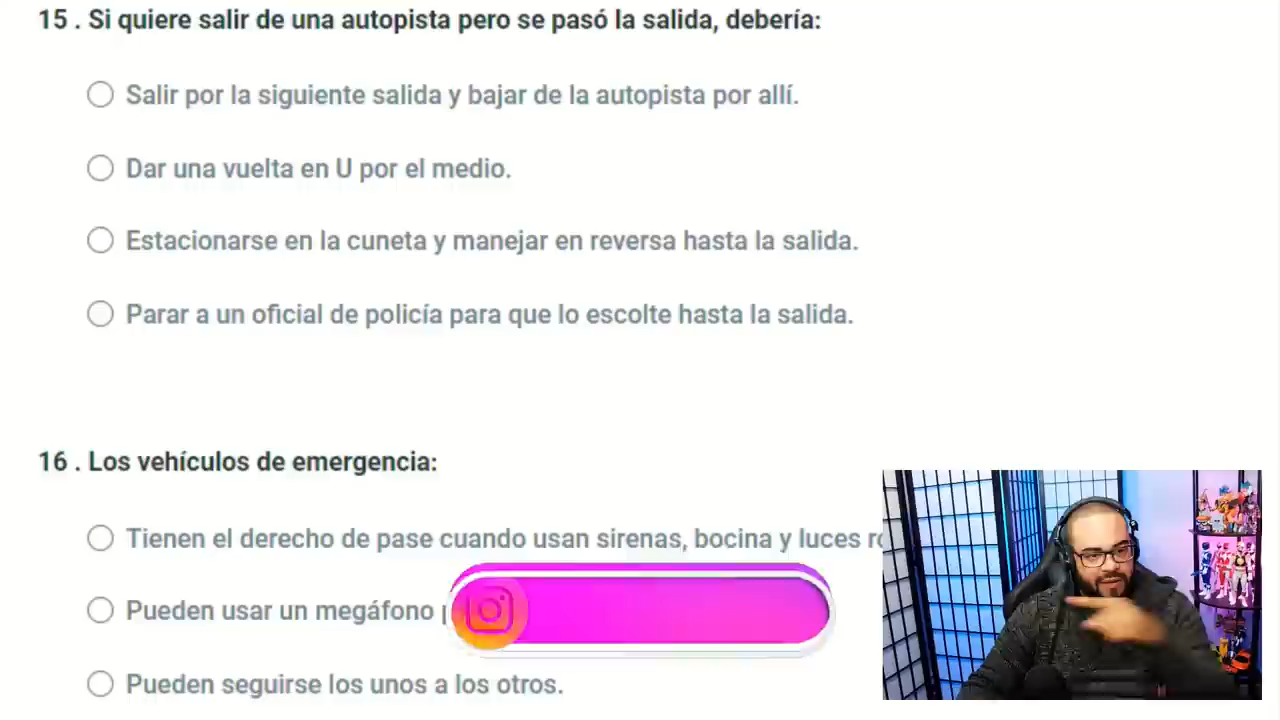 15 . Si quiere salir de una autopista pero se pasó la salida, debería:
Salir por la siguiente salida y bajar de la autopista por allí.
Dar una vuelta en U por el medio.
Estacionarse en la cuneta y manejar en reversa hasta la salida.
Parar a un oficial de policía para que lo escolte hasta la salida.
16 . Los vehículos de emergencia:
Tienen el derecho de pase cuando usan sirenas, bocina y luces
Pueden usar un megáfono
Pueden seguirse los unos a los otros.